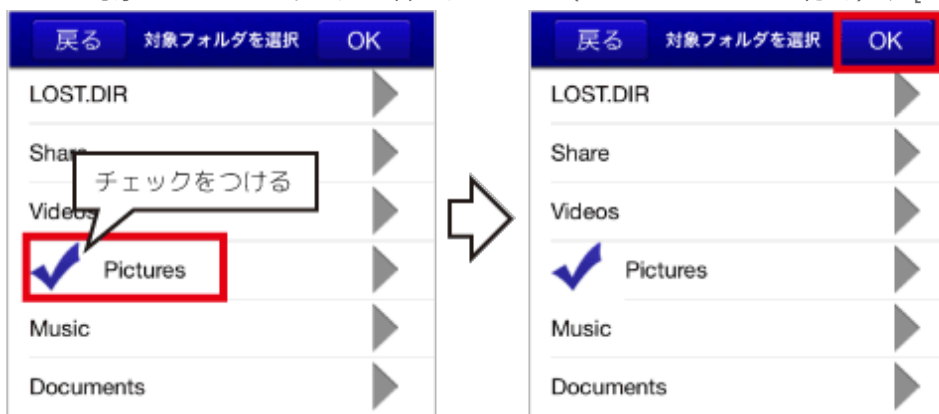 戻る 対象フォルダを選択 OK
LOST.DIR
Share
チェックをつける
Videos
Pictures
Music
Documents
戻る 対象フォルダを選択 OK
LOST.DIR
Share
Videos
Pictures
Music
Documents